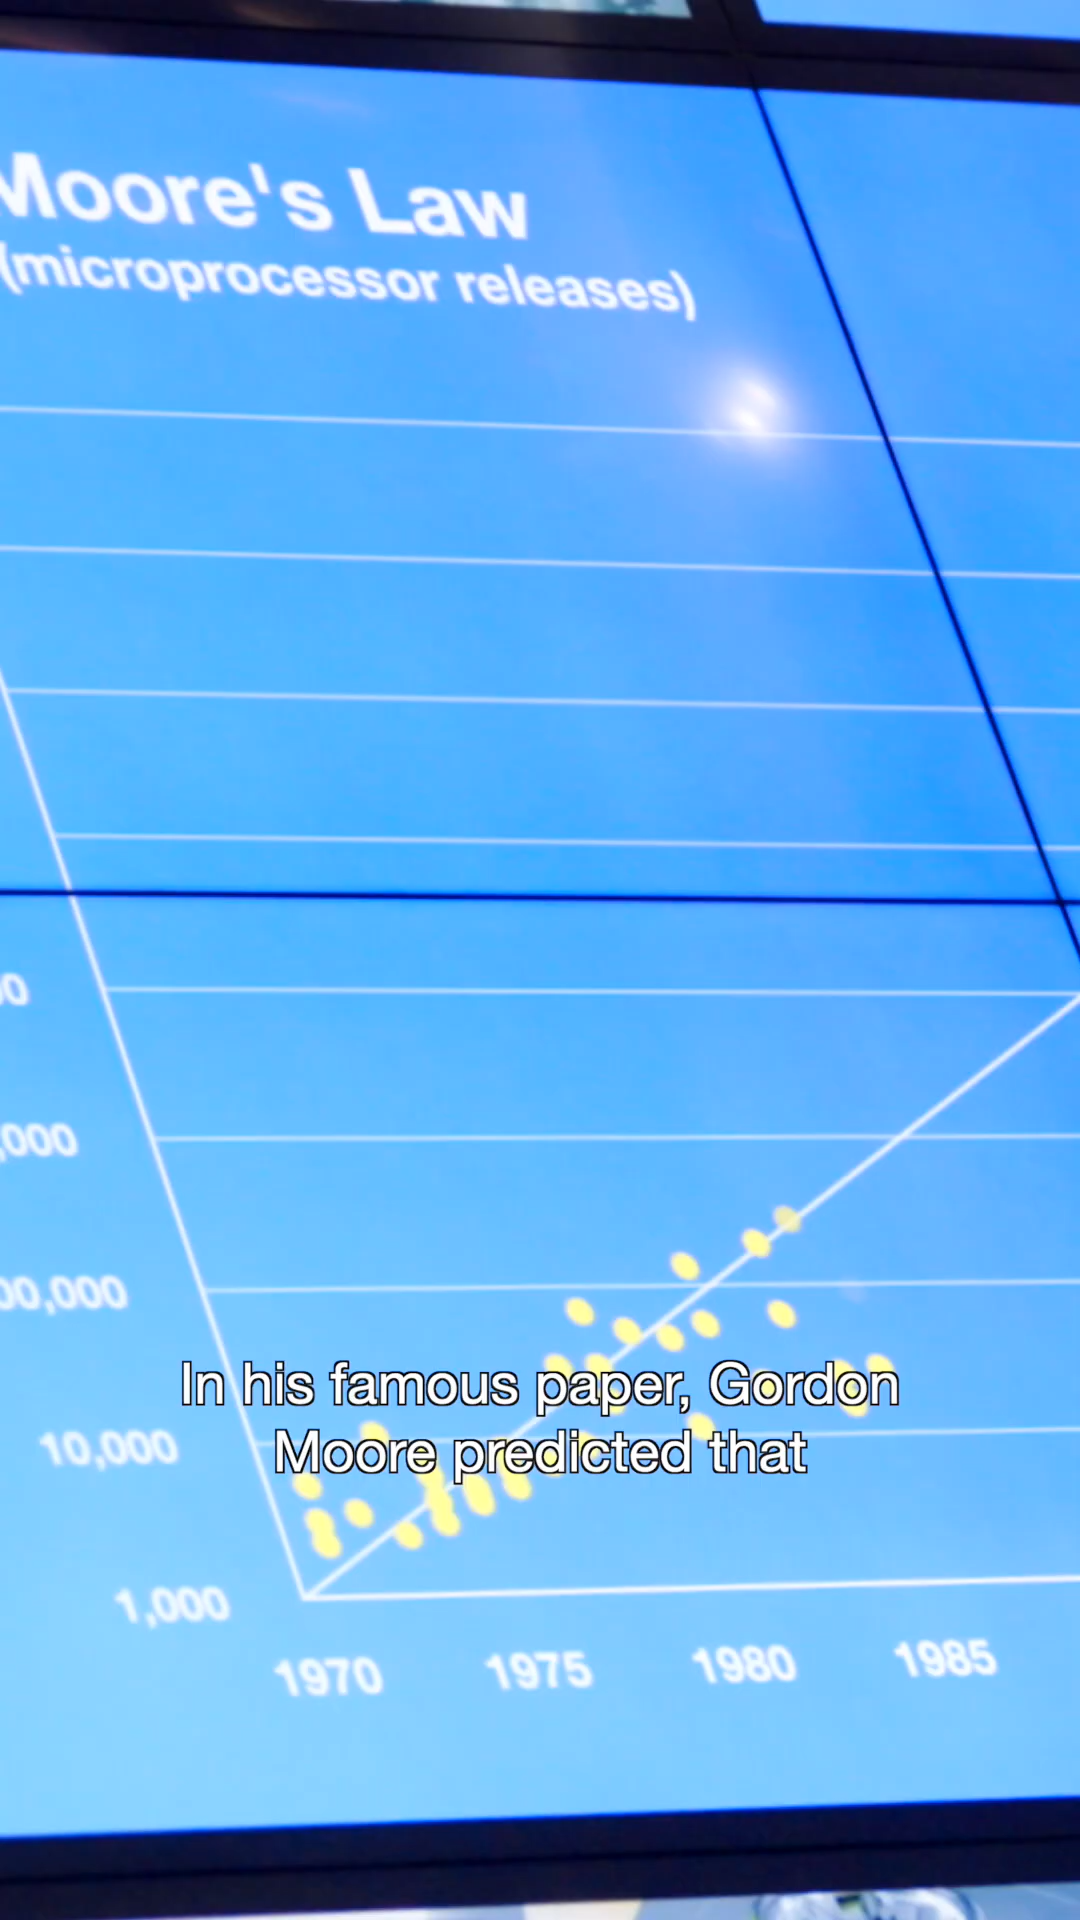 Moore's Law
(microprocessor releases)
10,000
1,000
1970 1975 1980 1985
In his famous paper, Gordon
Moore predicted that